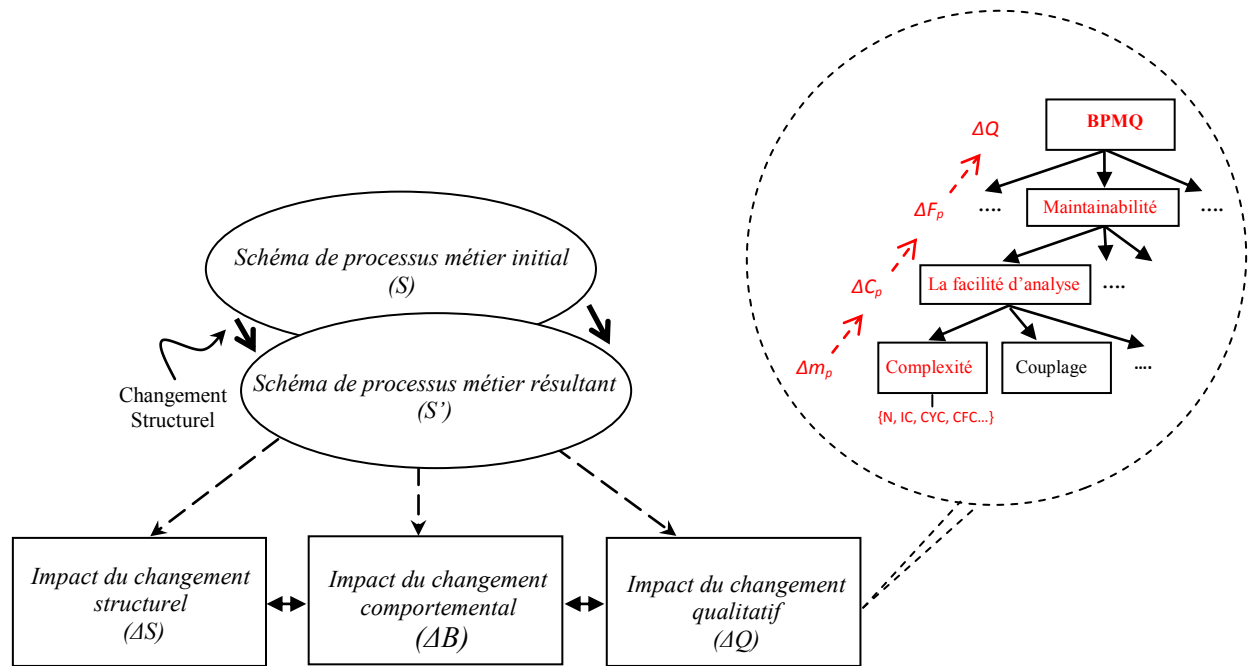 Schéma de processus métier initial
(S)
Schéma de processus métier résultant
(S’)
Changement
Structurel
Impact du changement
structurel
(ΔS)
Impact du changement
comportemental
(ΔB)
Impact du changement
qualitatif
(ΔQ)
BPMQ
ΔQ
....
Maintainabilité
....
ΔFp
La facilité d’analyse
....
ΔCp
Complexité
Couplage
....
Δmp
{N, IC, CYC, CFC...}